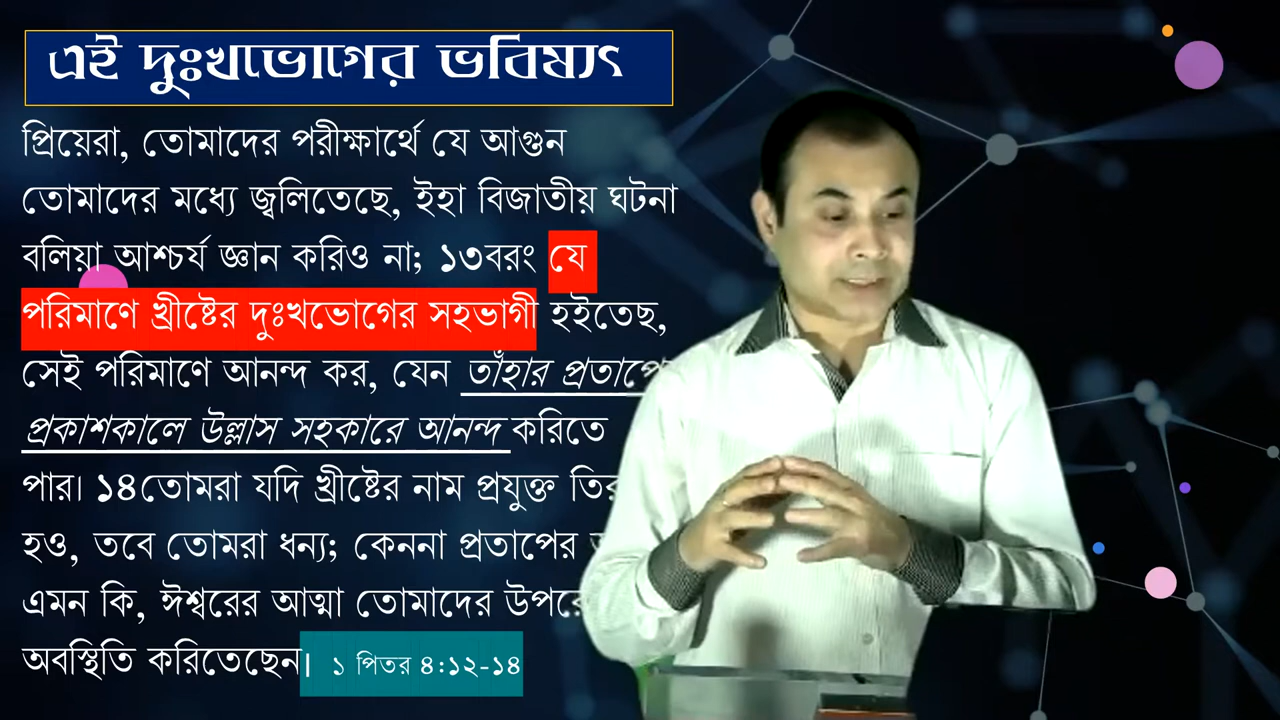 এই দুঃখভোগের ভবিষ্যৎ
প্রিয়েরা, তোমাদের পরীক্ষার্থে যে আগুন
তোমাদের মধ্যে জ্বলিতেছে, ইহা বিজাতীয় ঘটনা
বলিয়া আশ্চর্য জ্ঞান করিও না; ১৩বরং যে
পরিমাণে খ্রীষ্টের দুঃখভোগের সহভাগী হইতেছ,
সেই পরিমাণে আনন্দ কর, যেন তাঁহার
প্রকাশকালে উল্লাস সহকারে আনন্দ করিতে
পার। ১৪তোমরা যদি খ্রীষ্টের নাম প্রযুক্ত
হও, তবে তোমরা ধন্য; কেননা প্রতাপের
এমন কি, ঈশ্বরের আত্মা তোমাদের উপরে
অবস্থিতি করিতেছেন। ১ পিতর ৪:১২-১৪